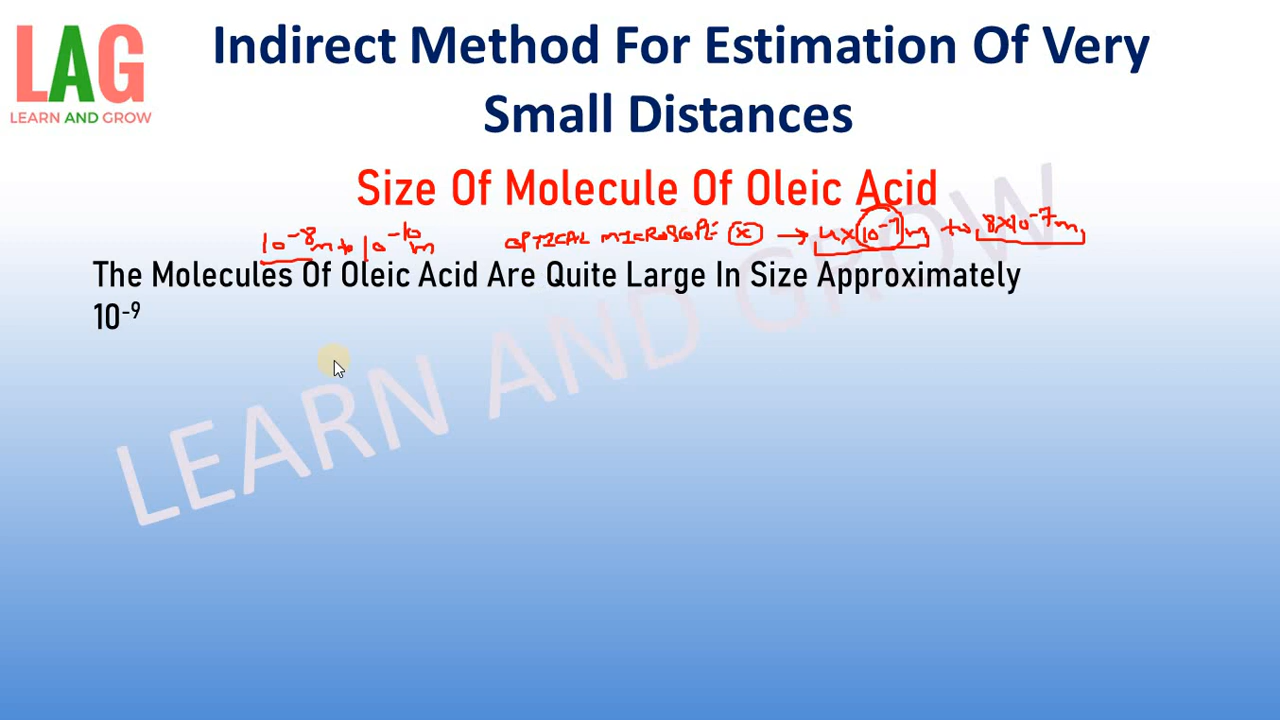 LAG
LEARN AND GROW
Indirect Method For Estimation Of Very
Small Distances
Size Of Molecule Of Oleic Acid
10⁻⁸m to 10⁻¹⁰m OPTICAL MICROSCOPE (x) → 4×10⁻⁷m to 8×10⁻⁷m
The Molecules Of Oleic Acid Are Quite Large In Size Approximately
10⁻⁹
LEARN AND GROW